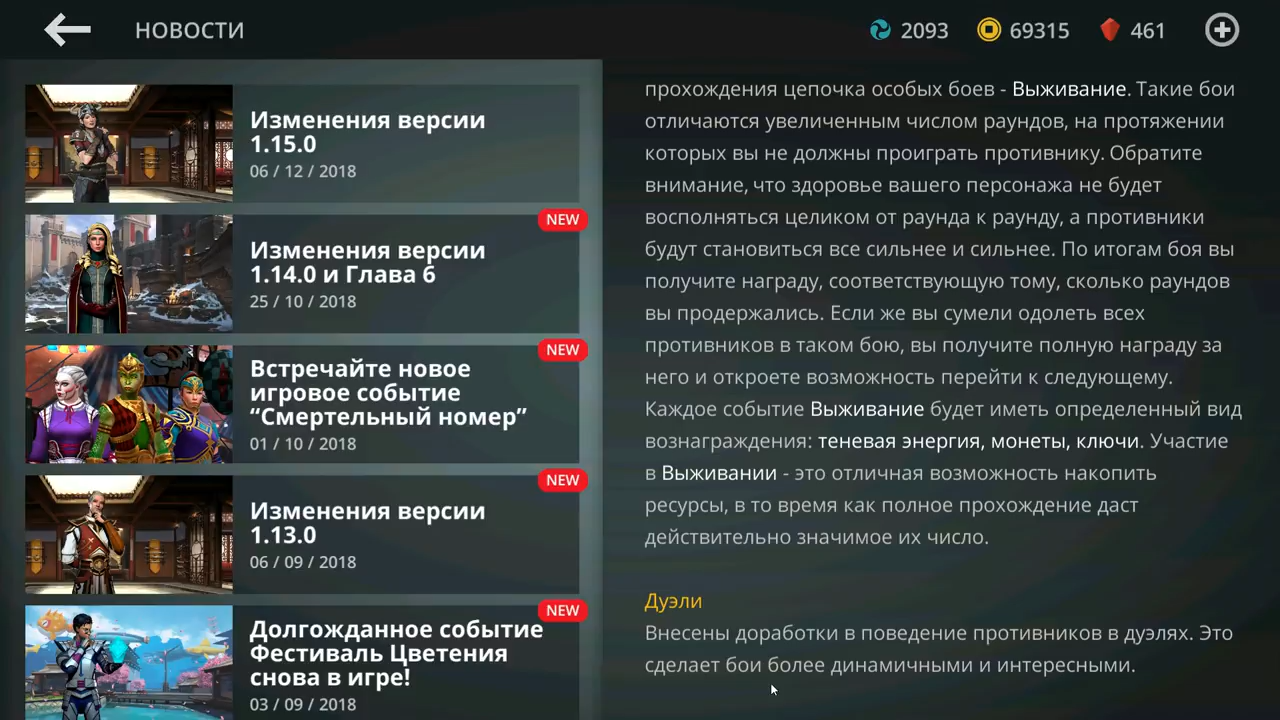 НОВОСТИ
2093
69315
461
Изменения версии
1.15.0
06 / 12 / 2018
NEW
Изменения версии
1.14.0 и Глава 6
25 / 10 / 2018
NEW
Встречайте новое
игровое событие
“Смертельный номер”
01 / 10 / 2018
NEW
Изменения версии
1.13.0
06 / 09 / 2018
NEW
Долгожданное событие
Фестиваль Цветения
снова в игре!
03 / 09 / 2018
прохождения цепочка особых боев - Выживание. Такие бои
отличаются увеличенным числом раундов, на протяжении
которых вы не должны проиграть противнику. Обратите
внимание, что здоровье вашего персонажа не будет
восполняться целиком от раунда к раунду, а противники
будут становиться все сильнее и сильнее. По итогам боя вы
получите награду, соответствующую тому, сколько раундов
вы продержались. Если же вы сумели одолеть всех
противников в таком бою, вы получите полную награду за
него и откроете возможность перейти к следующему.
Каждое событие Выживание будет иметь определенный вид
вознаграждения: теневая энергия, монеты, ключи. Участие
в Выживании - это отличная возможность накопить
ресурсы, в то время как полное прохождение даст
действительно значимое их число.
Дуэли
Внесены доработки в поведение противников в дуэлях. Это
сделает бои более динамичными и интересными.